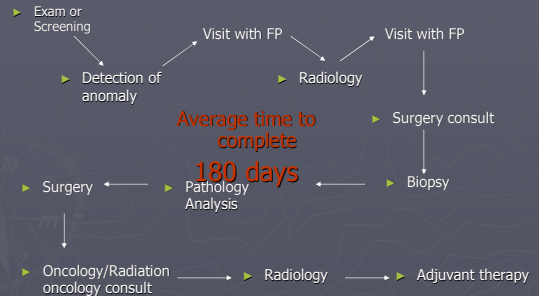 Exam or
Screening
Detection of
anomaly
Visit with FP
Radiology
Visit with FP
Surgery consult
Biopsy
Average time to
complete
180 days
Pathology
Analysis
Surgery
Oncology/Radiation
oncology consult
Radiology
Adjuvant therapy